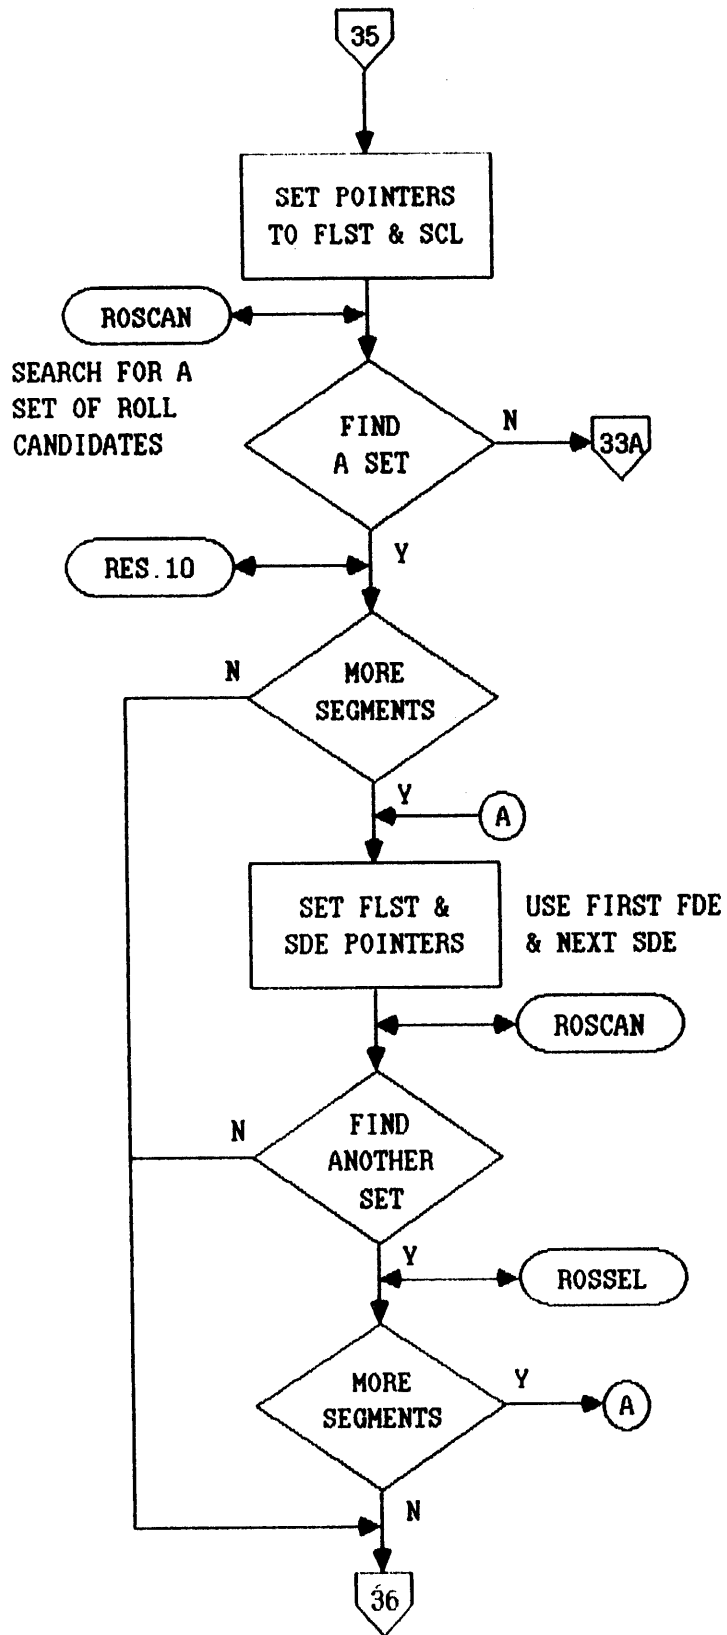 35
SET POINTERS
TO FLST & SCL
ROSCAN
SEARCH FOR A
SET OF ROLL
CANDIDATES
FIND
A SET
N
33A
Y
RES.10
MORE
SEGMENTS
N
Y
A
SET FLST &
SDE POINTERS
USE FIRST FDE
& NEXT SDE
ROSCAN
FIND
ANOTHER
SET
N
Y
ROSSEL
MORE
SEGMENTS
Y
A
N
36